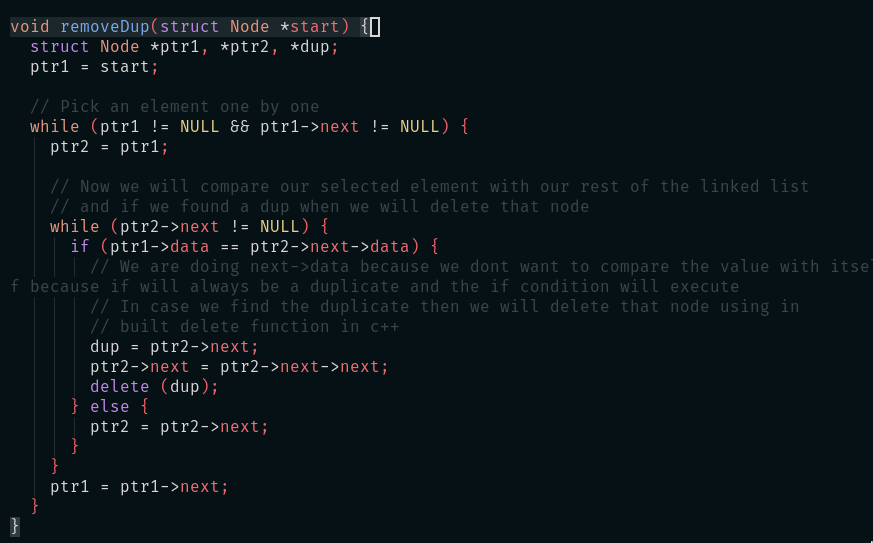 void removeDup(struct Node *start) {
  struct Node *ptr1, *ptr2, *dup;
  ptr1 = start;
  // Pick an element one by one
  while (ptr1 != NULL && ptr1->next != NULL) {
    ptr2 = ptr1;
    // Now we will compare our selected element with our rest of the linked list
    // and if we found a dup when we will delete that node
    while (ptr2->next != NULL) {
      if (ptr1->data == ptr2->next->data) {
        // We are doing next->data because we dont want to compare the value with itsel
f because if will always be a duplicate and the if condition will execute
        // In case we find the duplicate then we will delete that node using in
        // built delete function in c++
        dup = ptr2->next;
        ptr2->next = ptr2->next->next;
        delete (dup);
      } else {
        ptr2 = ptr2->next;
      }
    }
    ptr1 = ptr1->next;
  }
}